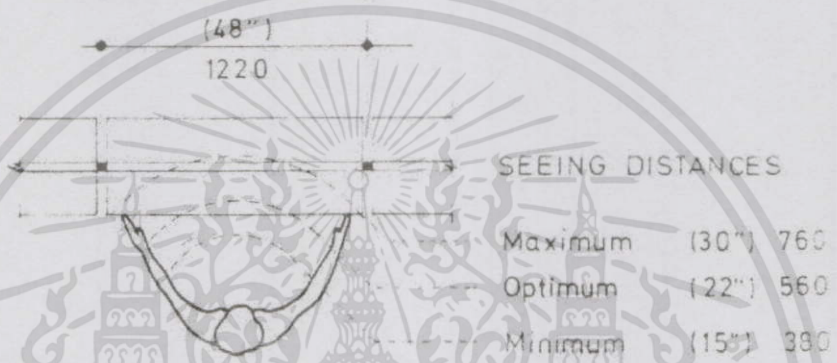 (48")
1220
SEEING DISTANCES
Maximum (30") 760
Optimum (22") 560
Minimum (15") 380